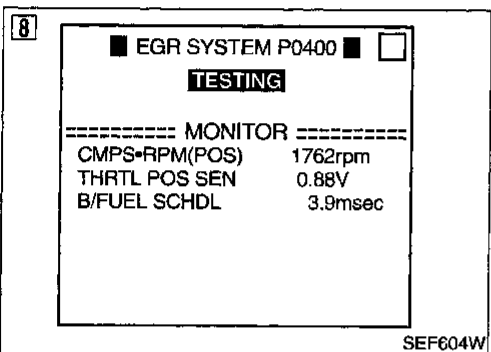 8
■ EGR SYSTEM P0400 ■
TESTING
========== MONITOR ==========
CMPS•RPM(POS) 1762rpm
THRTL POS SEN 0.88V
B/FUEL SCHDL 3.9msec
SEF604W